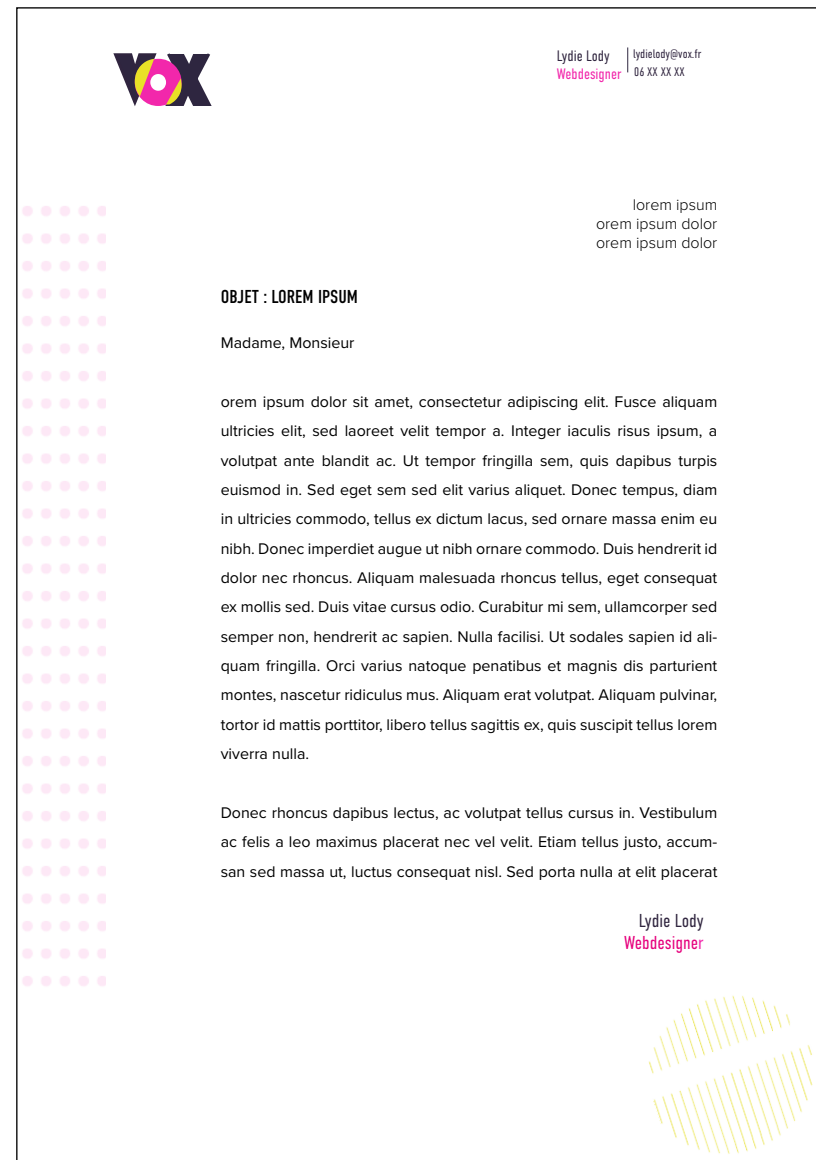 VOX
Lydie Lody
Webdesigner
lydielody@vox.fr
06 XX XX XX
lorem ipsum
orem ipsum dolor
orem ipsum dolor
OBJET : LOREM IPSUM
Madame, Monsieur
orem ipsum dolor sit amet, consectetur adipiscing elit. Fusce aliquam
ultricies elit, sed laoreet velit tempor a. Integer iaculis risus ipsum, a
volutpat ante blandit ac. Ut tempor fringilla sem, quis dapibus turpis
euismod in. Sed eget sem sed elit varius aliquet. Donec tempus, diam
in ultricies commodo, tellus ex dictum lacus, sed ornare massa enim eu
nibh. Donec imperdiet augue ut nibh ornare commodo. Duis hendrerit id
dolor nec rhoncus. Aliquam malesuada rhoncus tellus, eget consequat
ex mollis sed. Duis vitae cursus odio. Curabitur mi sem, ullamcorper sed
semper non, hendrerit ac sapien. Nulla facilisi. Ut sodales sapien id ali-
quam fringilla. Orci varius natoque penatibus et magnis dis parturient
montes, nascetur ridiculus mus. Aliquam erat volutpat. Aliquam pulvinar,
tortor id mattis porttitor, libero tellus sagittis ex, quis suscipit tellus lorem
viverra nulla.
Donec rhoncus dapibus lectus, ac volutpat tellus cursus in. Vestibulum
ac felis a leo maximus placerat nec vel velit. Etiam tellus justo, accum-
san sed massa ut, luctus consequat nisl. Sed porta nulla at elit placerat
Lydie Lody
Webdesigner